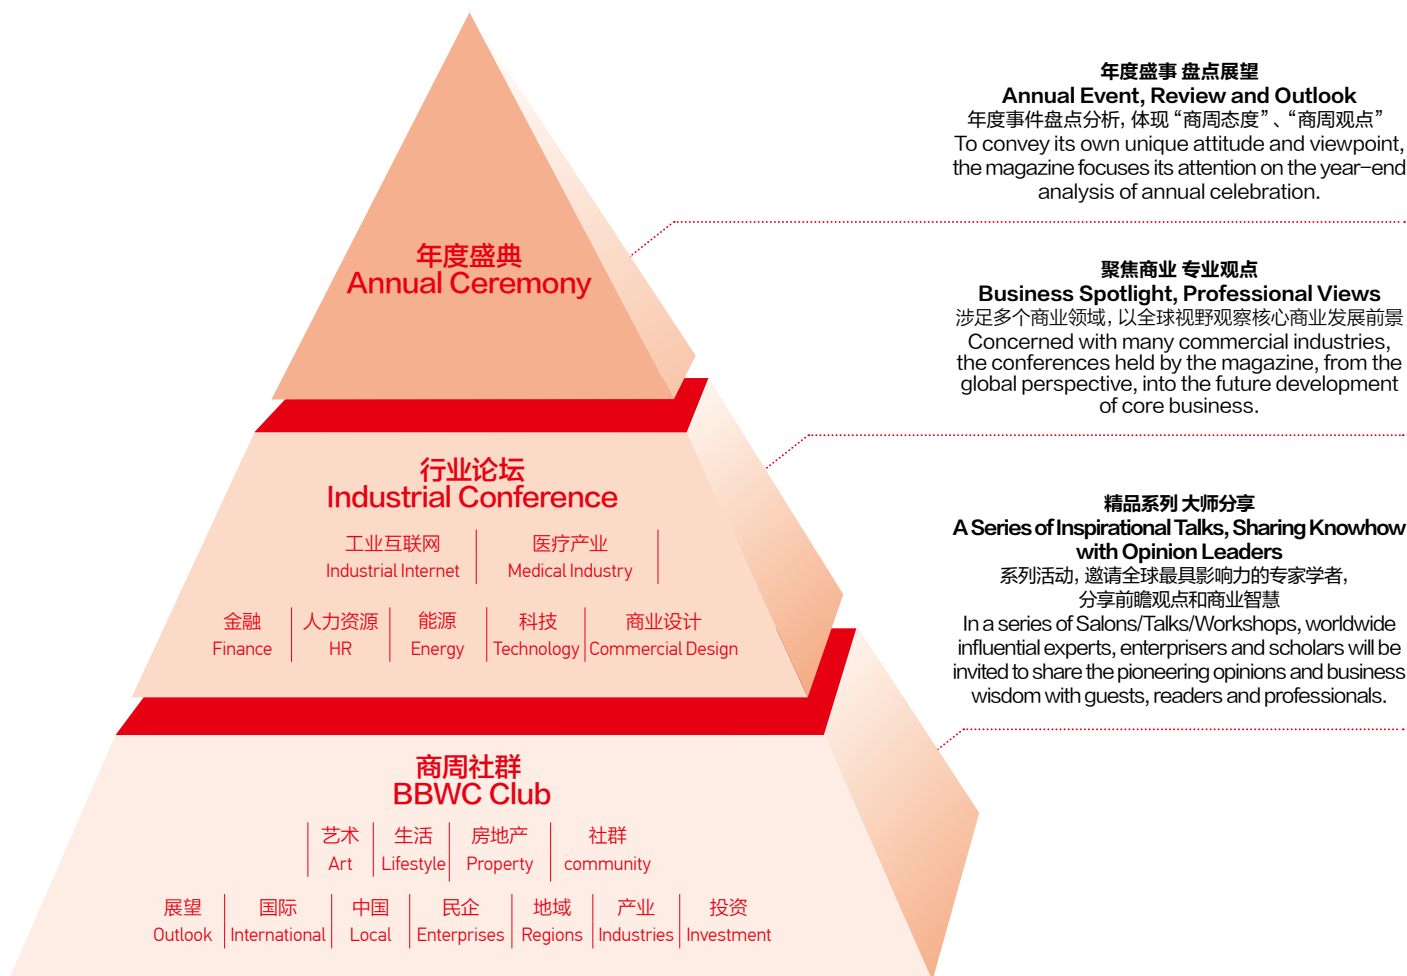 年度盛典
Annual Ceremony
年度盛事 盘点展望
Annual Event, Review and Outlook
年度事件盘点分析, 体现 “商周态度” 、“商周观点”
To convey its own unique attitude and viewpoint,
the magazine focuses its attention on the year-end
analysis of annual celebration.
行业论坛
Industrial Conference
工业互联网 医疗产业
Industrial Internet Medical Industry
金融 人力资源 能源 科技 商业设计
Finance HR Energy Technology Commercial Design
聚焦商业 专业观点
Business Spotlight, Professional Views
涉足多个商业领域, 以全球视野观察核心商业发展前景
Concerned with many commercial industries,
the conferences held by the magazine, from the
global perspective, into the future development
of core business.
商周社群
BBWC Club
艺术 生活 房地产 社群
Art Lifestyle Property community
展望 国际 中国 民企 地域 产业 投资
Outlook International Local Enterprises Regions Industries Investment
精品系列 大师分享
A Series of Inspirational Talks, Sharing Knowhow
with Opinion Leaders
系列活动, 邀请全球最具影响力的专家学者,
分享前瞻观点和商业智慧
In a series of Salons/Talks/Workshops, worldwide
influential experts, enterprisers and scholars will be
invited to share the pioneering opinions and business
wisdom with guests, readers and professionals.